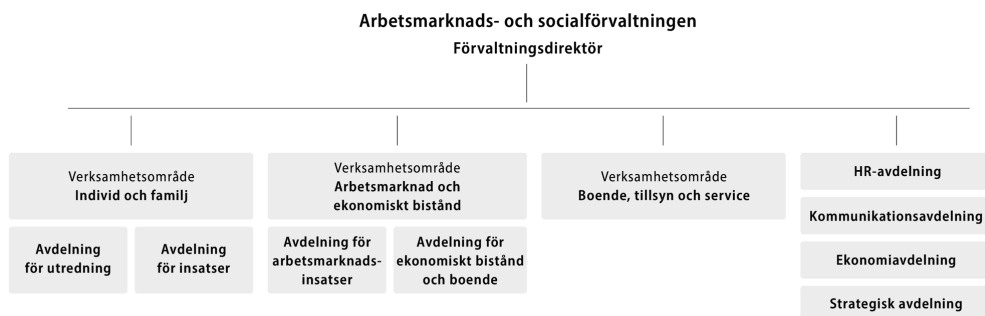 Arbetsmarknads- och socialförvaltningen
Förvaltningsdirektör
Verksamhetsområde
Individ och familj
Avdelning
för utredning
Avdelning
för insatser
Verksamhetsområde
Arbetsmarknad och
ekonomiskt bistånd
Avdelning för
arbetsmarknads-
insatser
Avdelning för
ekonomiskt bistånd
och boende
Verksamhetsområde
Boende, tillsyn och service
HR-avdelning
Kommunikationsavdelning
Ekonomiavdelning
Strategisk avdelning